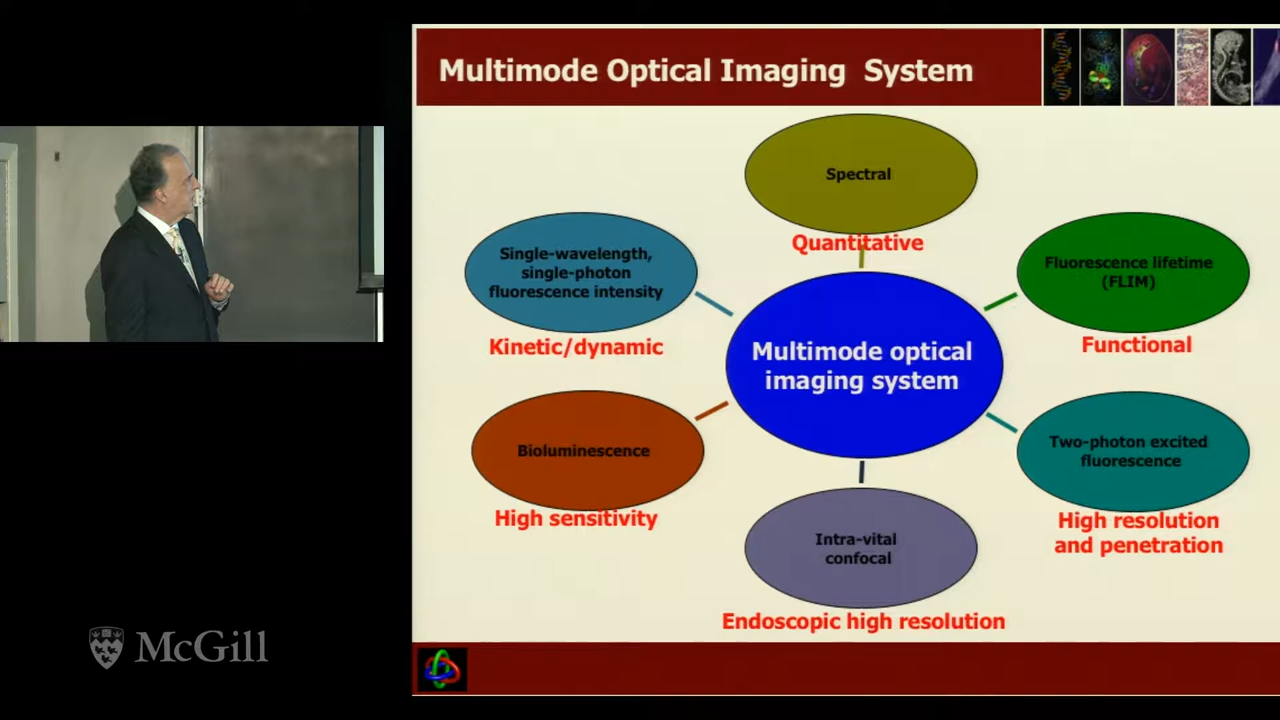 Multimode Optical Imaging System
Spectral
Quantitative
Single-wavelength,
single-photon
fluorescence intensity
Kinetic/dynamic
Fluorescence lifetime
(FLIM)
Functional
Multimode optical
imaging system
Bioluminescence
High sensitivity
Two-photon excited
fluorescence
High resolution
and penetration
Intra-vital
confocal
Endoscopic high resolution
McGill